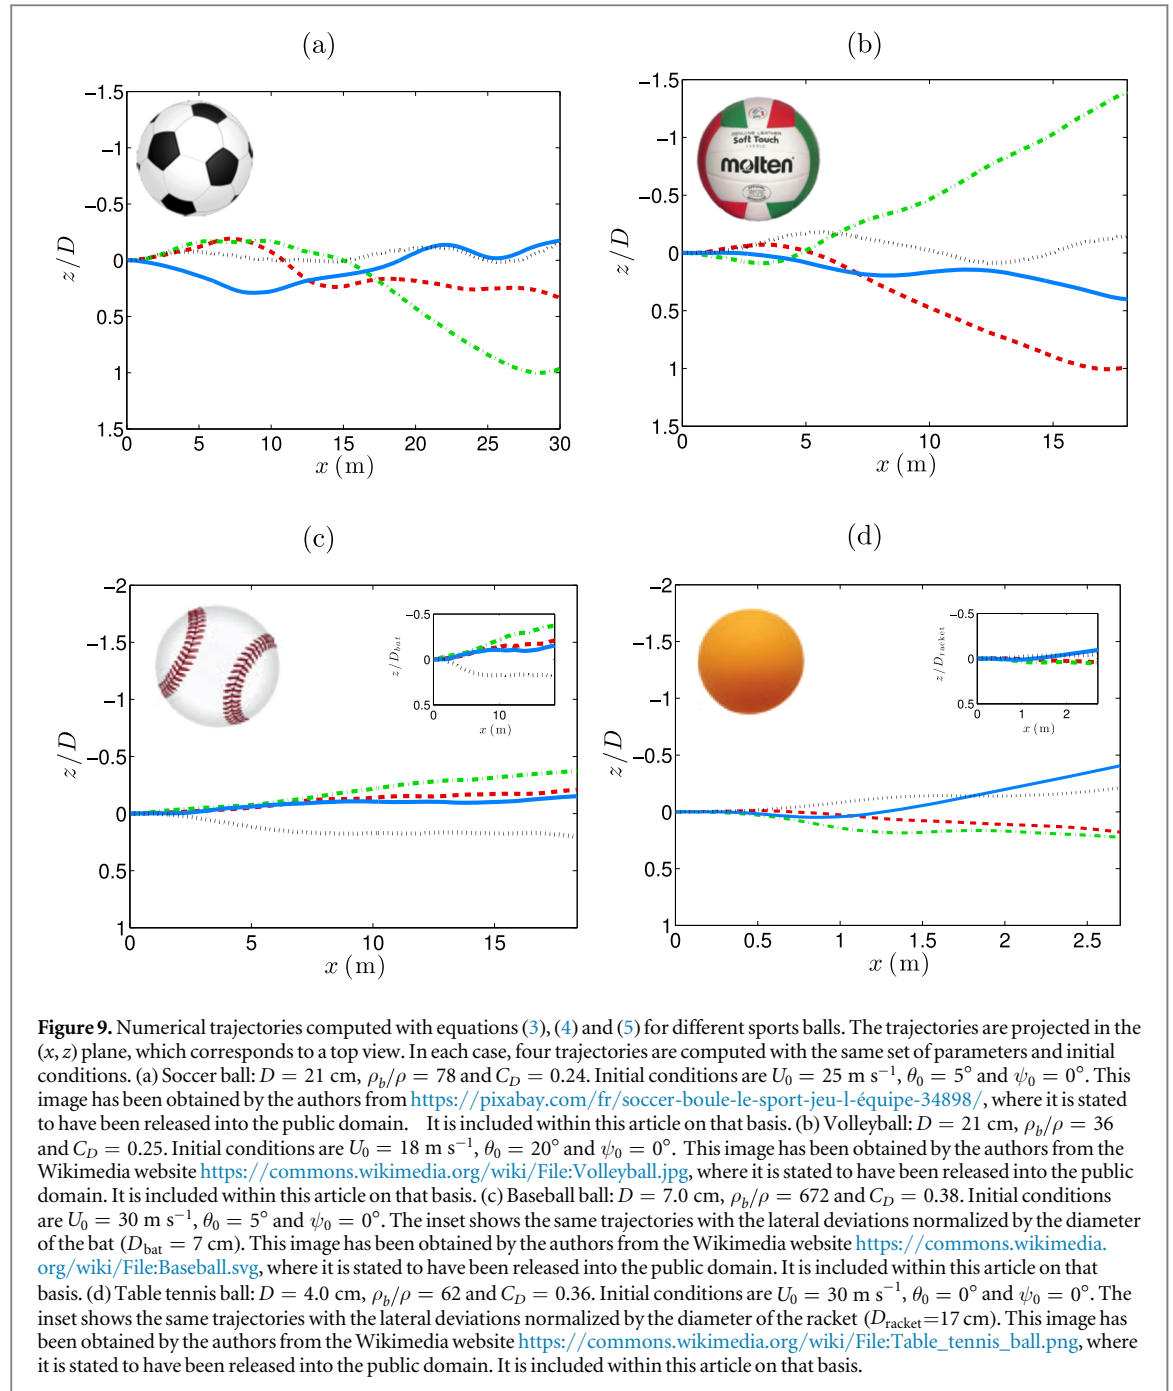 (a)
(b)
−1.5
−1
−0.5
0
0.5
1
1.5
z/D
0 5 10 15 20 25 30
x (m)
−1.5
−1
−0.5
0
0.5
1
1.5
z/D
GENUINE LEATHER
Soft Touch
molten
0 5 10 15
x (m)
(c)
(d)
−2
−1.5
−1
−0.5
0
0.5
1
z/D
0 5 10 15
x (m)
−0.5
0
0.5
z/D_bat
0 10
x (m)
−2
−1.5
−1
−0.5
0
0.5
1
z/D
0 0.5 1 1.5 2 2.5
x (m)
−0.5
0
0.5
z/D_racket
0 1 2
x (m)
Figure 9. Numerical trajectories computed with equations (3), (4) and (5) for different sports balls. The trajectories are projected in the
(x, z) plane, which corresponds to a top view. In each case, four trajectories are computed with the same set of parameters and initial
conditions. (a) Soccer ball: D = 21 cm, ρb/ρ = 78 and CD = 0.24. Initial conditions are U0 = 25 m s−1, θ0 = 5° and ψ0 = 0°. This
image has been obtained by the authors from https://pixabay.com/fr/soccer-boule-le-sport-jeu-l-équipe-34898/, where it is stated
to have been released into the public domain. It is included within this article on that basis. (b) Volleyball: D = 21 cm, ρb/ρ = 36
and CD = 0.25. Initial conditions are U0 = 18 m s−1, θ0 = 20° and ψ0 = 0°. This image has been obtained by the authors from the
Wikimedia website https://commons.wikimedia.org/wiki/File:Volleyball.jpg, where it is stated to have been released into the public
domain. It is included within this article on that basis. (c) Baseball ball: D = 7.0 cm, ρb/ρ = 672 and CD = 0.38. Initial conditions
are U0 = 30 m s−1, θ0 = 5° and ψ0 = 0°. The inset shows the same trajectories with the lateral deviations normalized by the diameter
of the bat (Dbat = 7 cm). This image has been obtained by the authors from the Wikimedia website https://commons.wikimedia.
org/wiki/File:Baseball.svg, where it is stated to have been released into the public domain. It is included within this article on that
basis. (d) Table tennis ball: D = 4.0 cm, ρb/ρ = 62 and CD = 0.36. Initial conditions are U0 = 30 m s−1, θ0 = 0° and ψ0 = 0°. The
inset shows the same trajectories with the lateral deviations normalized by the diameter of the racket (Dracket=17 cm). This image has
been obtained by the authors from the Wikimedia website https://commons.wikimedia.org/wiki/File:Table_tennis_ball.png, where
it is stated to have been released into the public domain. It is included within this article on that basis.